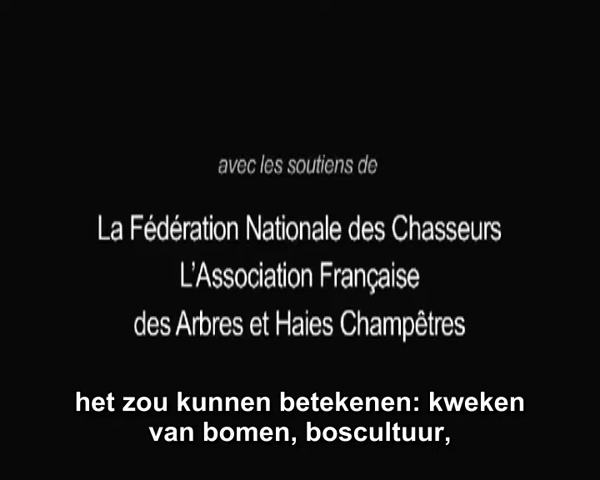 avec les soutiens de
La Fédération Nationale des Chasseurs
L'Association Française
des Arbres et Haies Champêtres
het zou kunnen betekenen: kweken
van bomen, boscultuur,